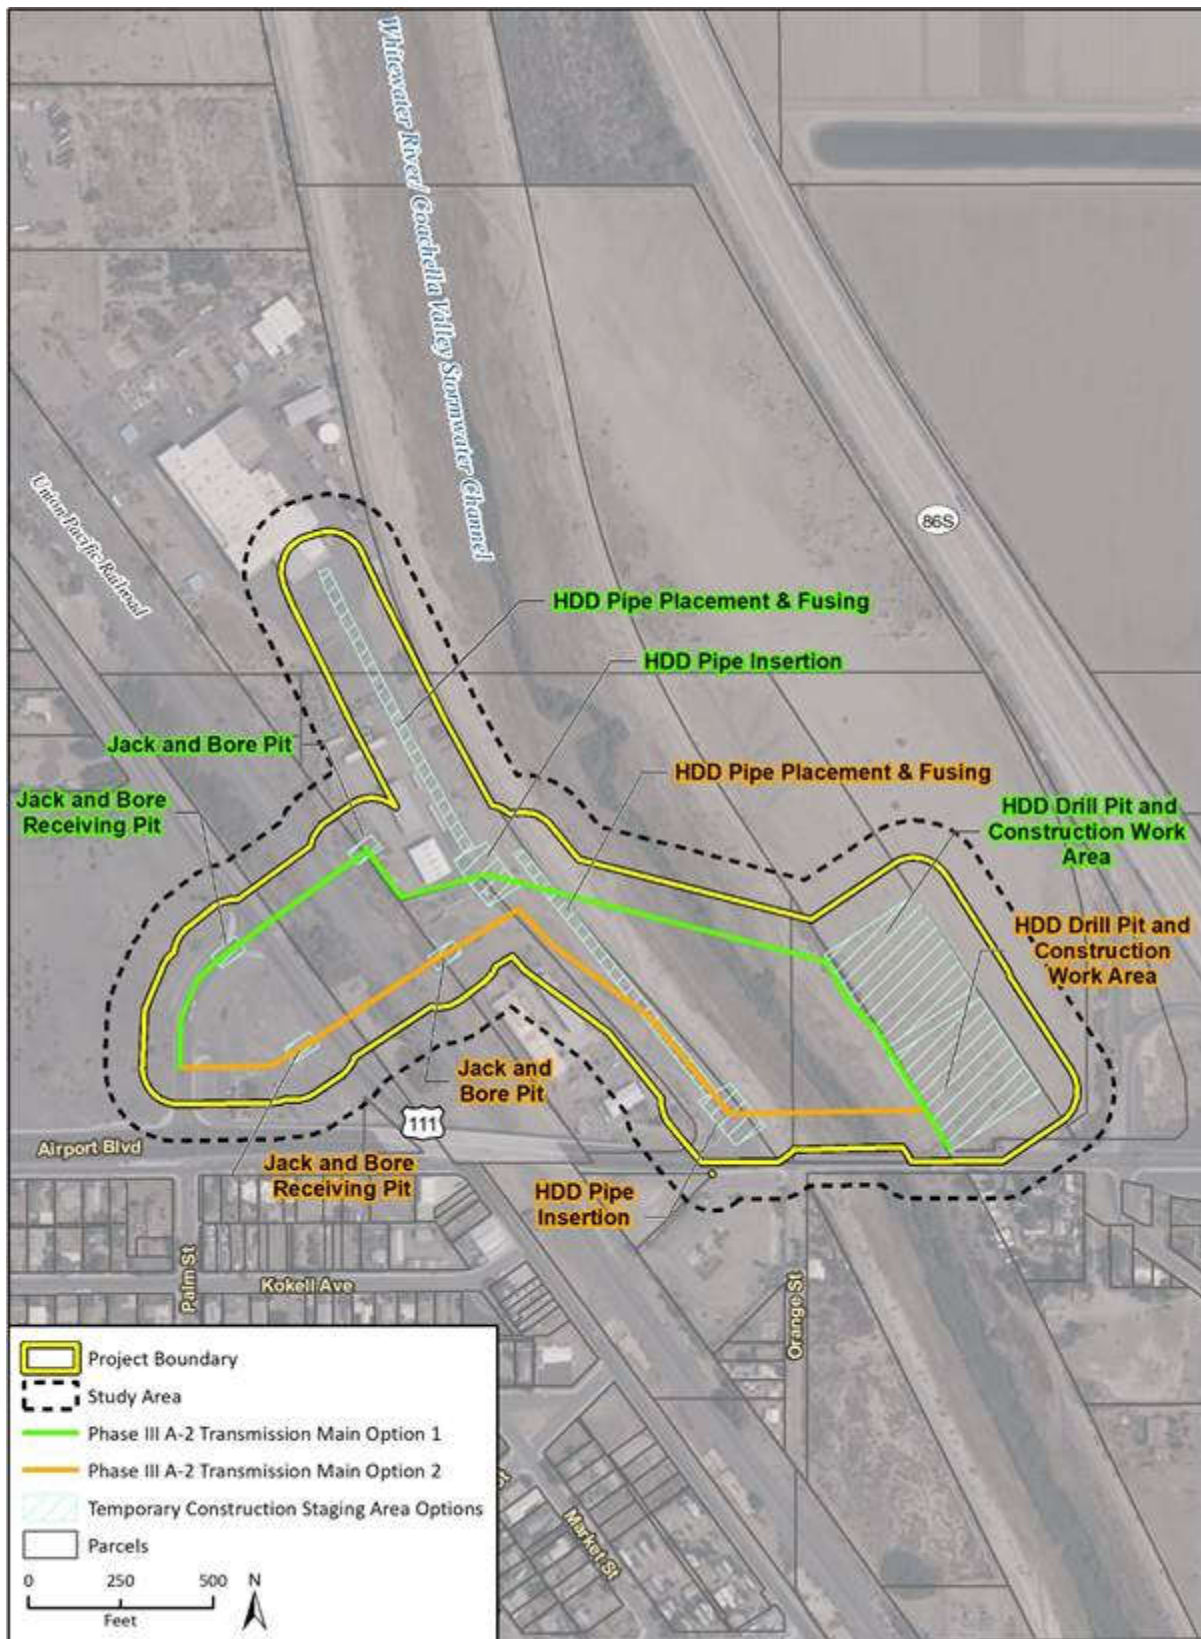 Whitewater River/ Coachella Valley Stormwater Channel
Union Pacific Railroad
86S
HDD Pipe Placement & Fusing
HDD Pipe Insertion
Jack and Bore Pit
HDD Pipe Placement & Fusing
Jack and Bore
Receiving Pit
HDD Drill Pit and
Construction Work
Area
HDD Drill Pit and
Construction
Work Area
Jack and
Bore Pit
111
Airport Blvd
Jack and Bore
Receiving Pit
HDD Pipe
Insertion
Palm St
Kokell Ave
Orange St
Market St
Project Boundary
Study Area
Phase III A-2 Transmission Main Option 1
Phase III A-2 Transmission Main Option 2
Temporary Construction Staging Area Options
Parcels
0 250 500 N
Feet